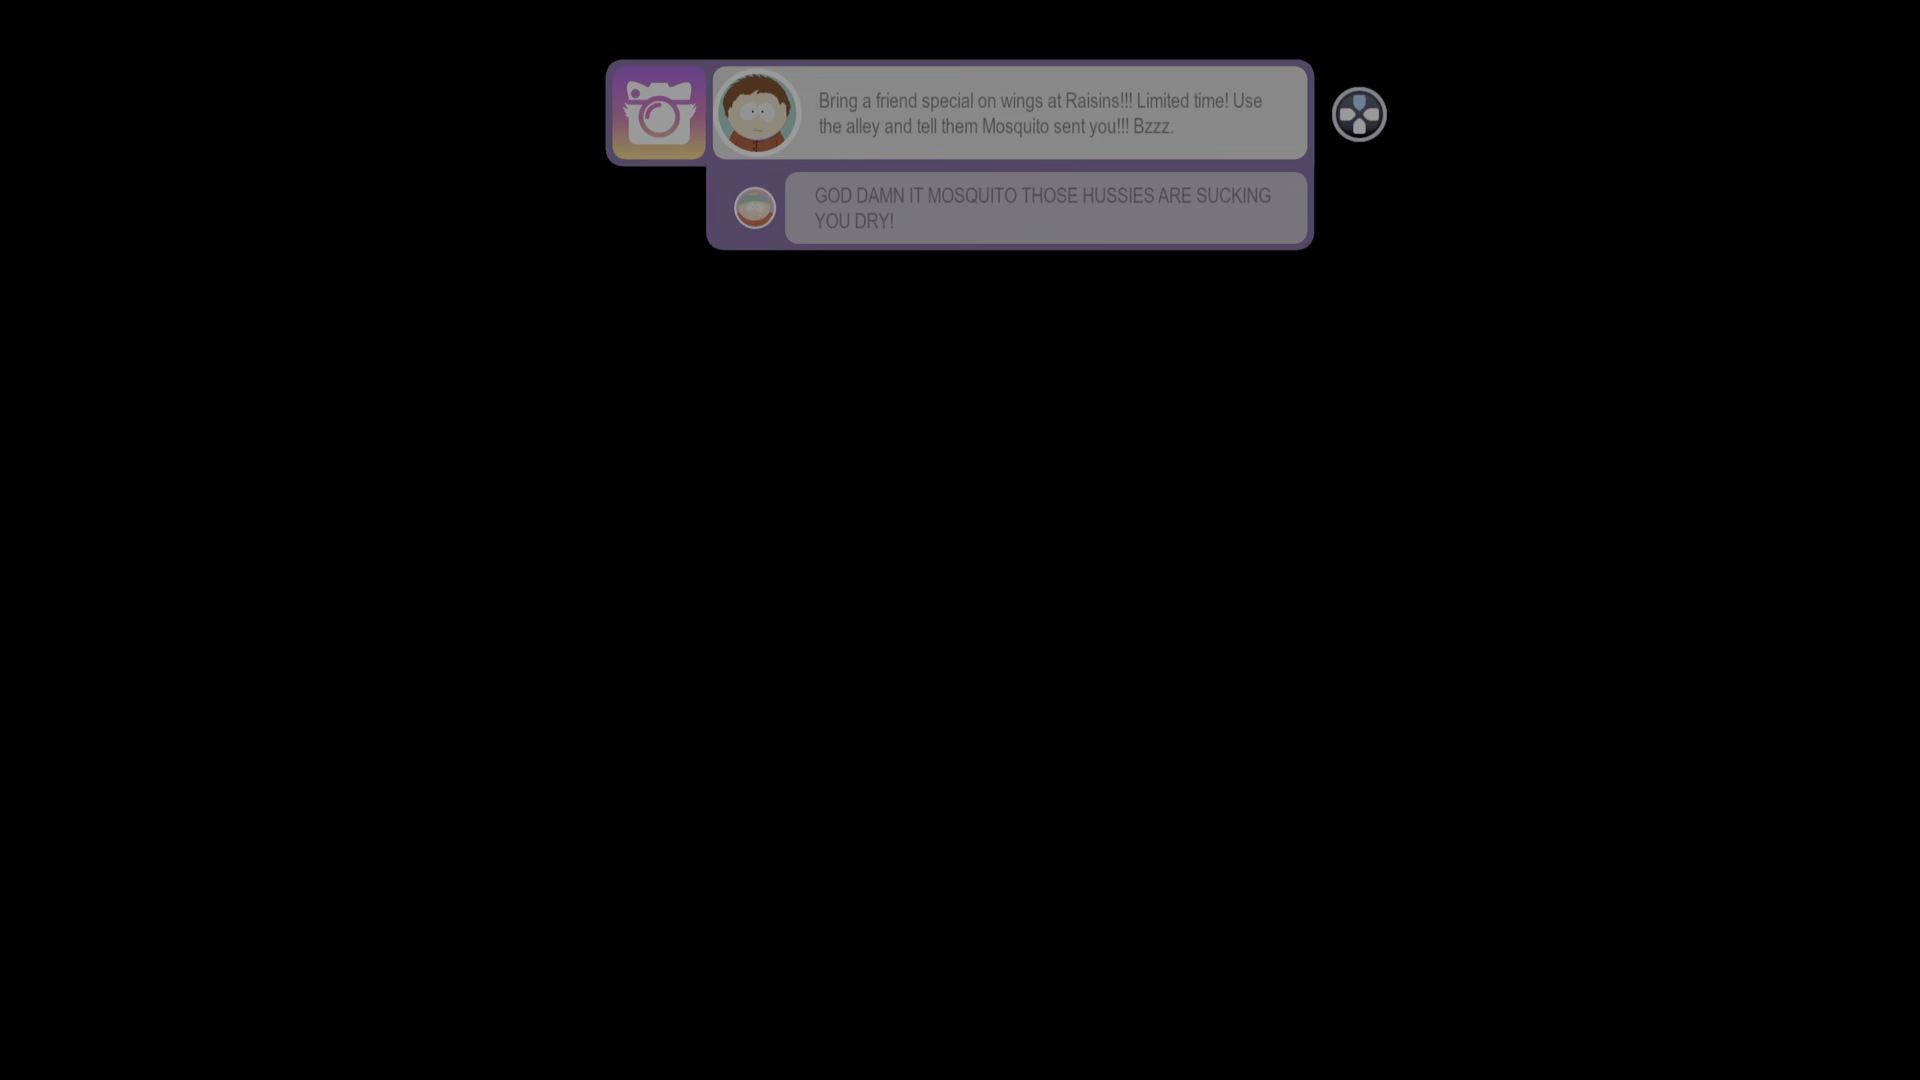 Bring a friend special on wings at Raisins!!! Limited time! Use
the alley and tell them Mosquito sent you!!! Bzzz.
GOD DAMN IT MOSQUITO THOSE HUSSIES ARE SUCKING
YOU DRY!